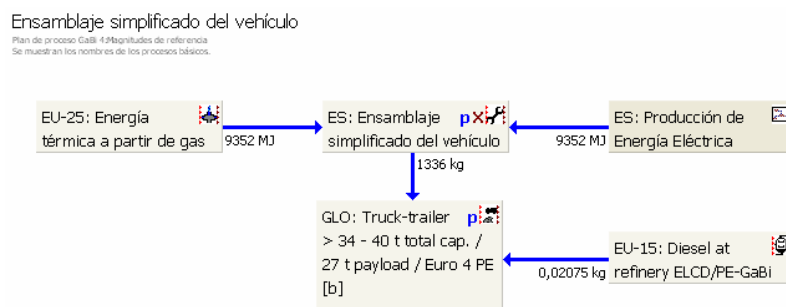 Ensamblaje simplificado del vehículo
Plan de proceso GaBi 4:Magnitudes de referencia
Se muestran los nombres de los procesos básicos.
EU-25: Energía
térmica a partir de gas
9352 MJ
ES: Ensamblaje
simplificado del vehículo
p
9352 MJ
ES: Producción de
Energía Eléctrica
1336 kg
GLO: Truck-trailer
> 34 - 40 t total cap. /
27 t payload / Euro 4 PE
[b]
p
0,02075 kg
EU-15: Diesel at
refinery ELCD/PE-GaBi